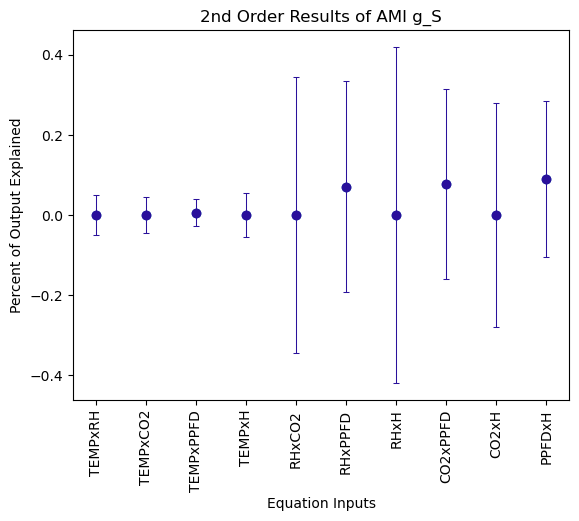 2nd Order Results of AMI g_S
Percent of Output Explained
0.4
0.2
0.0
−0.2
−0.4
TEMPxRH
TEMPxCO2
TEMPxPPFD
TEMPxH
RHxCO2
RHxPPFD
RHxH
CO2xPPFD
CO2xH
PPFDxH
Equation Inputs